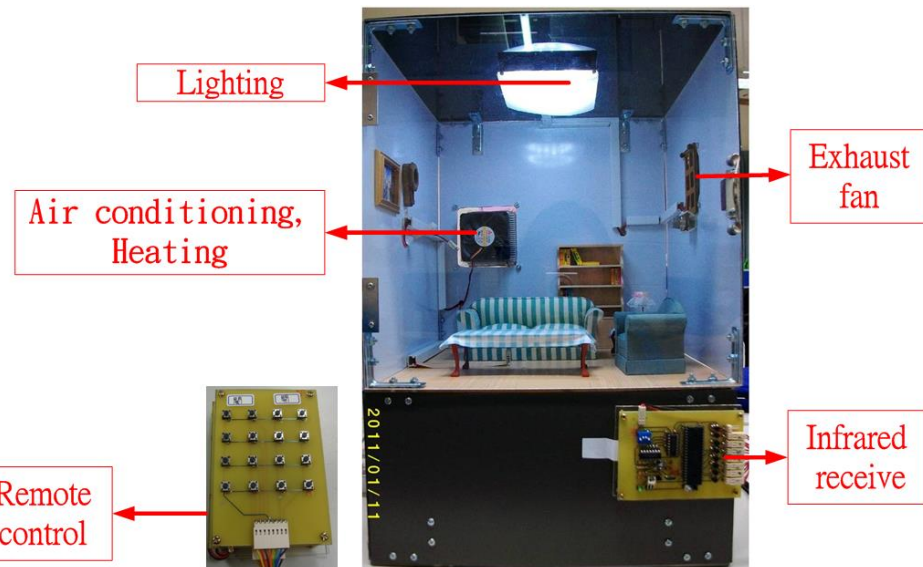 Lighting
Exhaust
fan
Air conditioning,
Heating
2011/01/11
Infrared
receive
Remote
control